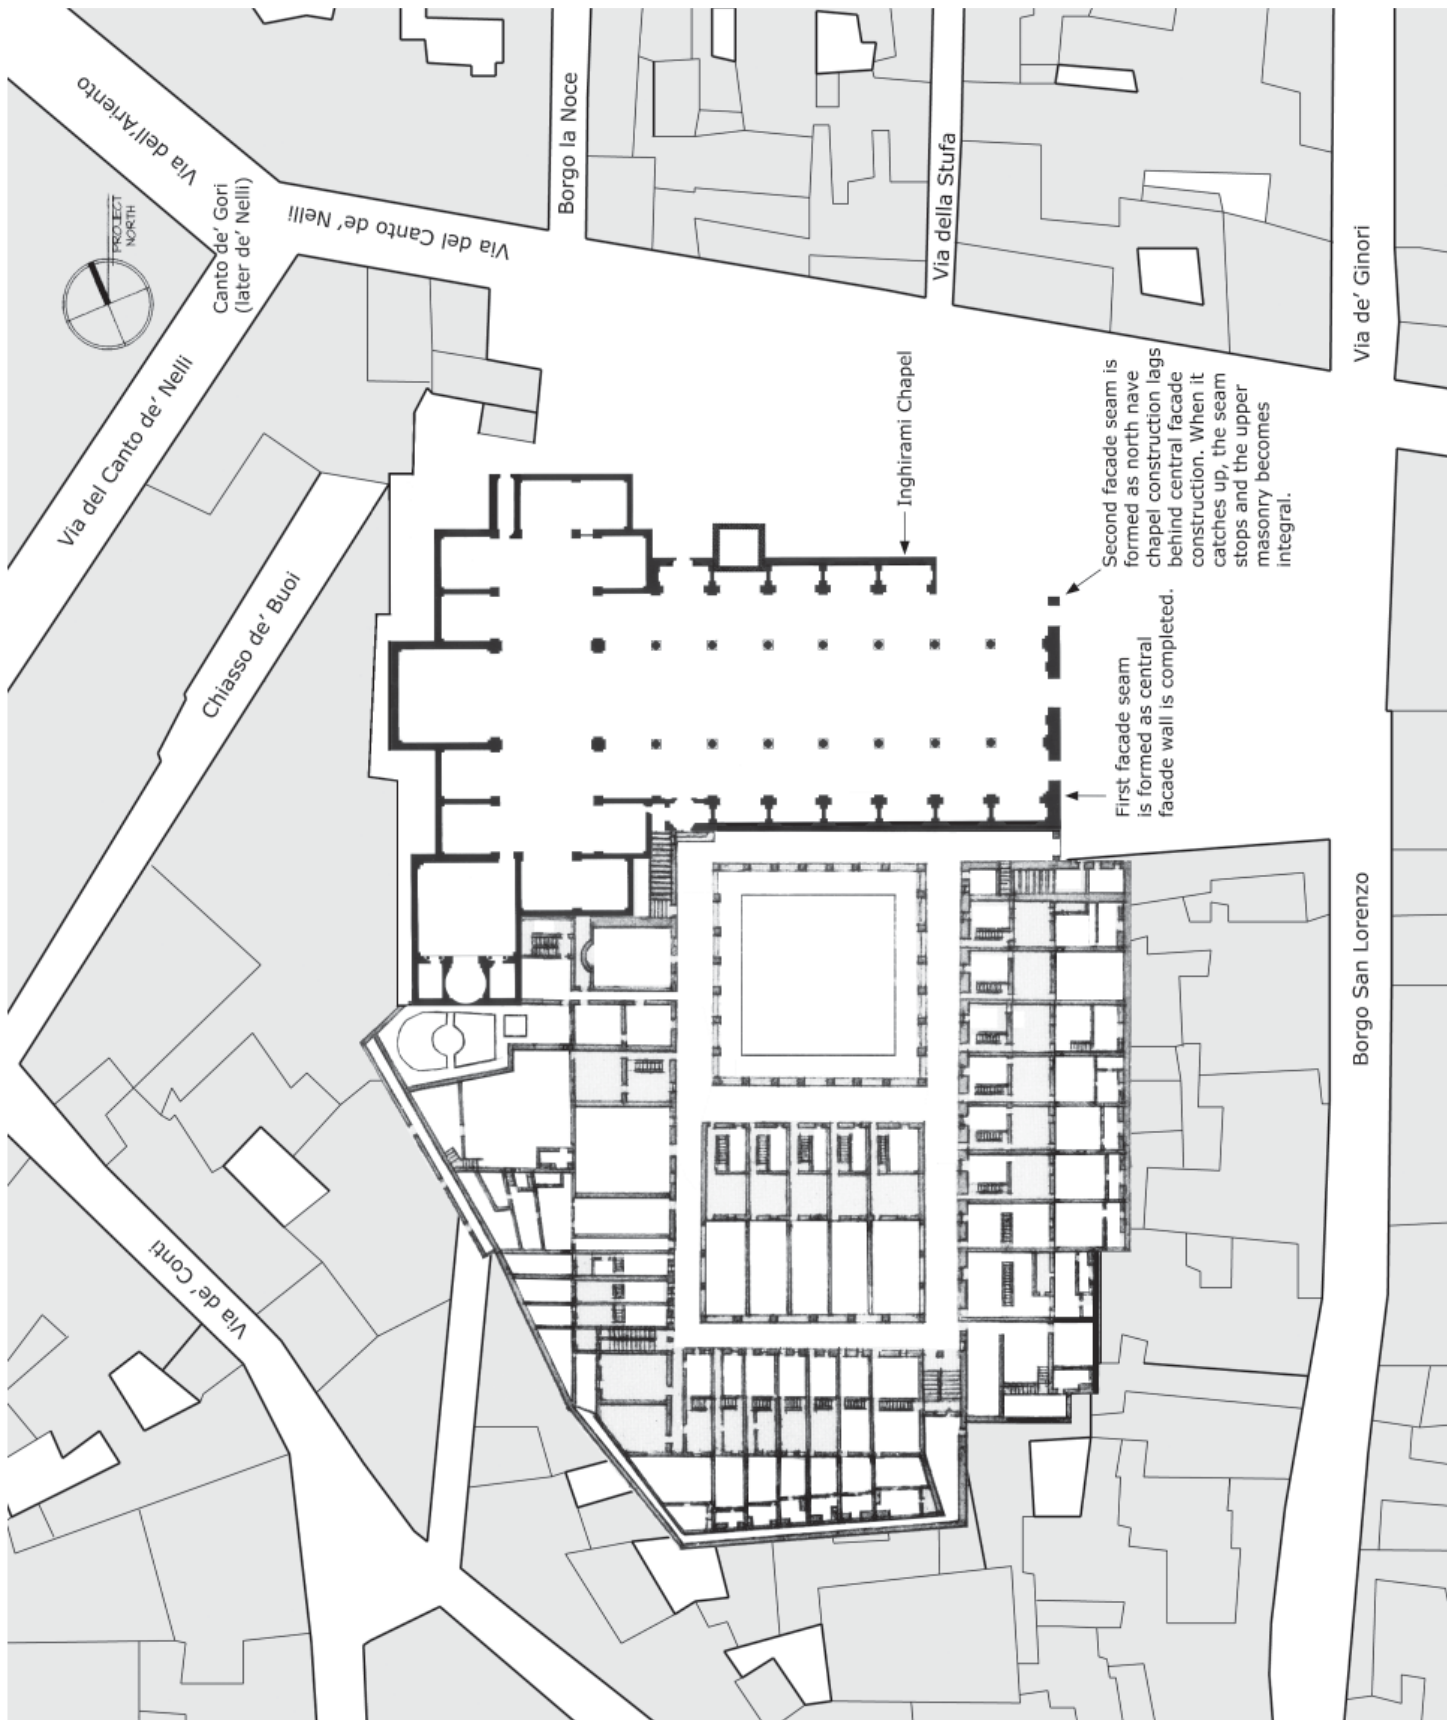 Via dell'Ariento
PROJECT
NORTH
Canto de' Gori
(later de' Nelli)
Via del Canto de' Nelli
Borgo la Noce
Via della Stufa
Via de' Ginori
Via del Canto de' Nelli
Chiasso de' Buoi
Inghirami Chapel
Second facade seam is
formed as north nave
chapel construction lags
behind central facade
construction. When it
catches up, the seam
stops and the upper
masonry becomes
integral.
First facade seam
is formed as central
facade wall is completed.
Borgo San Lorenzo
Via de' Conti